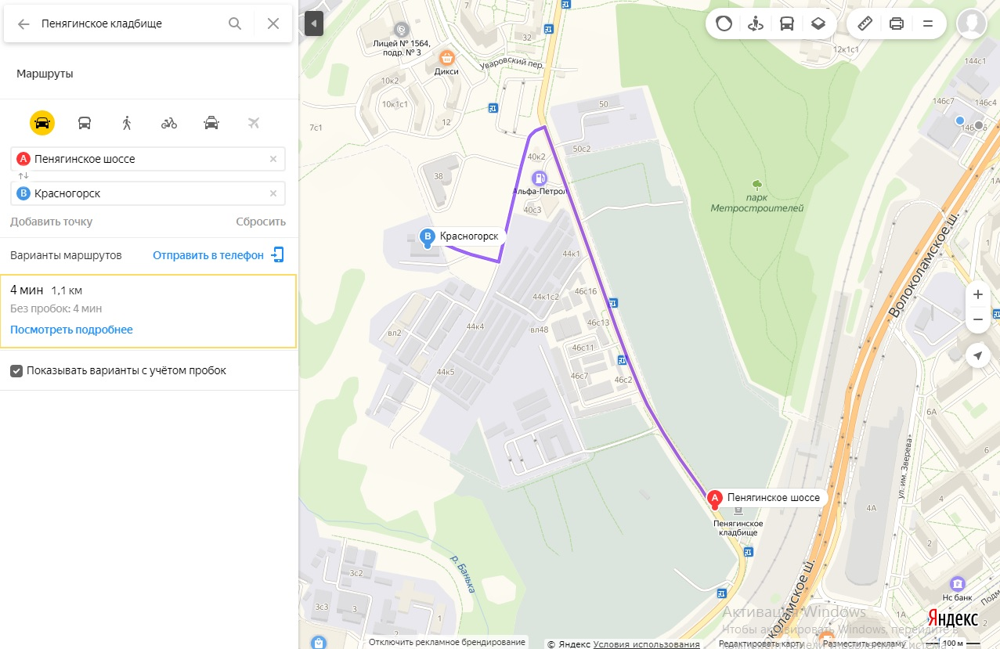 Пенягинское кладбище
Маршруты
A Пенягинское шоссе
B Красногорск
Добавить точку
Сбросить
Варианты маршрутов
Отправить в телефон
4 мин 1,1 км
Без пробок: 4 мин
Посмотреть подробнее
Показывать варианты с учётом пробок
Лицей № 1564,
подр. № 3
Дикси
Уваровский пер.
32
10к2
10к1с1
12
7с1
12к1с1
144с1
146с7
146с6
50
50с2
40к2
38
Альфа-Петрол
40с3
парк
Метростроителей
B Красногорск
44к1
44к1с2
46с16
44к4
вл48
46с13
вл2
46с11
44к5
46с7
46с2
Волоколамское ш.
6А
ул. им. Зверева
A Пенягинское шоссе
Пенягинское
кладбище
4А
2
р. Банька
3с2
3с3
3
1
Волоколамское ш.
Нс банк
Подм
1А
1А
Активация Windows
Чтобы активировать Windows, перейдите в
Яндекс
Отключить рекламное брендирование
© Яндекс Условия использования
Редактировать карту
Разместить рекламу
100 м